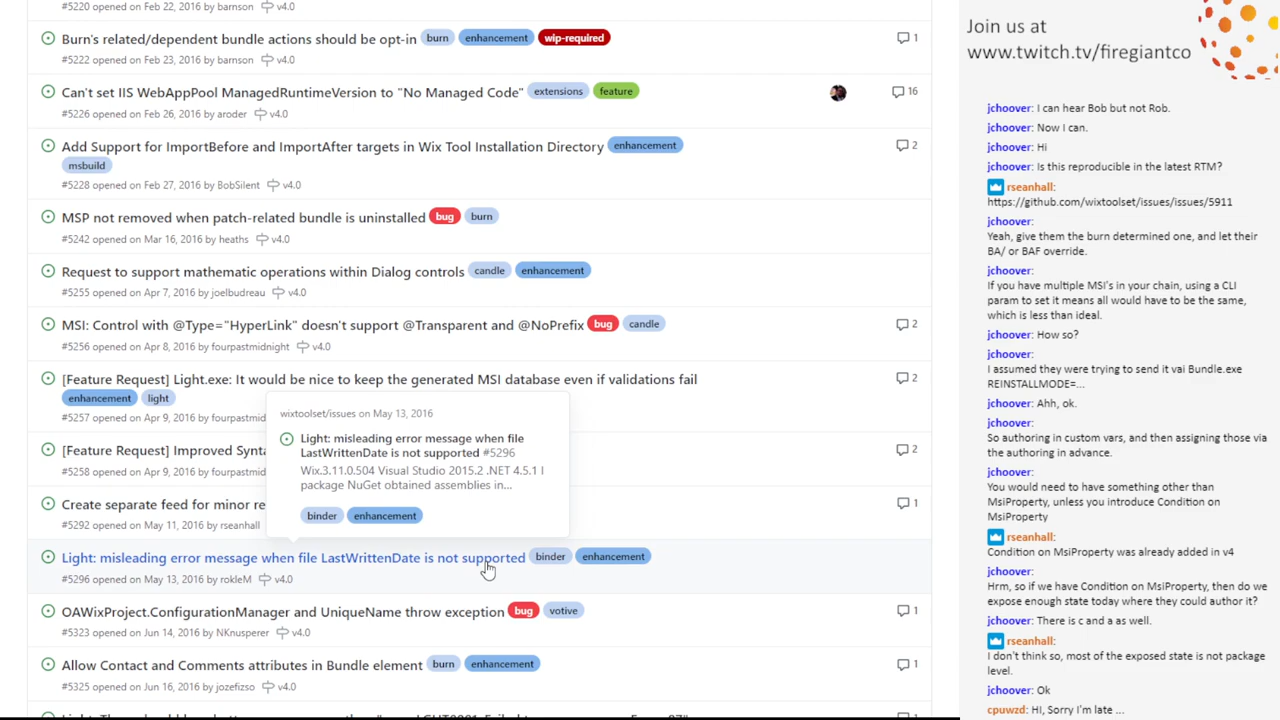 #5220 opened on Feb 22, 2016 by barnson v4.0
Burn's related/dependent bundle actions should be opt-in burn enhancement wip-required 1
#5222 opened on Feb 23, 2016 by barnson v4.0
Can't set IIS WebAppPool ManagedRuntimeVersion to "No Managed Code" extensions feature 16
#5226 opened on Feb 26, 2016 by aroder v4.0
Add Support for ImportBefore and ImportAfter targets in Wix Tool Installation Directory enhancement 2
msbuild
#5228 opened on Feb 27, 2016 by BobSilent v4.0
MSP not removed when patch-related bundle is uninstalled bug burn
#5242 opened on Mar 16, 2016 by heaths v4.0
Request to support mathematic operations within Dialog controls candle enhancement
#5255 opened on Apr 7, 2016 by joelbudreau v4.0
MSI: Control with @Type="HyperLink" doesn't support @Transparent and @NoPrefix bug candle 2
#5256 opened on Apr 8, 2016 by fourpastmidnight v4.0
[Feature Request] Light.exe: It would be nice to keep the generated MSI database even if validations fail 2
enhancement light
#5257 opened on Apr 9, 2016 by fourpastmid
[Feature Request] Improved Synta 2
#5258 opened on Apr 9, 2016 by fourpastmid
Create separate feed for minor re 1
#5292 opened on May 11, 2016 by rseanhall
wixtoolset/issues on May 13, 2016
Light: misleading error message when file
LastWrittenDate is not supported #5296
Wix.3.11.0.504 Visual Studio 2015.2 .NET 4.5.1 I
package NuGet obtained assemblies in...
binder enhancement
Light: misleading error message when file LastWrittenDate is not supported binder enhancement
#5296 opened on May 13, 2016 by rokleM v4.0
OAWixProject.ConfigurationManager and UniqueName throw exception bug votive 1
#5323 opened on Jun 14, 2016 by NKnusperer v4.0
Allow Contact and Comments attributes in Bundle element burn enhancement 1
#5325 opened on Jun 16, 2016 by jozefizso v4.0
Join us at
www.twitch.tv/firegiantco
jchoover: I can hear Bob but not Rob.
jchoover: Now I can.
jchoover: Hi
jchoover: Is this reproducible in the latest RTM?
rseanhall:
https://github.com/wixtoolset/issues/issues/5911
jchoover:
Yeah, give them the burn determined one, and let their
BA/ or BAF override.
jchoover:
If you have multiple MSI's in your chain, using a CLI
param to set it means all would have to be the same,
which is less than ideal.
jchoover: How so?
jchoover:
I assumed they were trying to send it vai Bundle.exe
REINSTALLMODE=...
jchoover: Ahh, ok.
jchoover:
So authoring in custom vars, and then assigning those via
the authoring in advance.
jchoover:
You would need to have something other than
MsiProperty, unless you introduce Condition on
MsiProperty
rseanhall:
Condition on MsiProperty was already added in v4
jchoover:
Hrm, so if we have Condition on MsiProperty, then do we
expose enough state today where they could author it?
jchoover: There is c and a as well.
rseanhall:
I don't think so, most of the exposed state is not package
level.
jchoover: Ok
cpuwzd: HI, Sorry I'm late ...